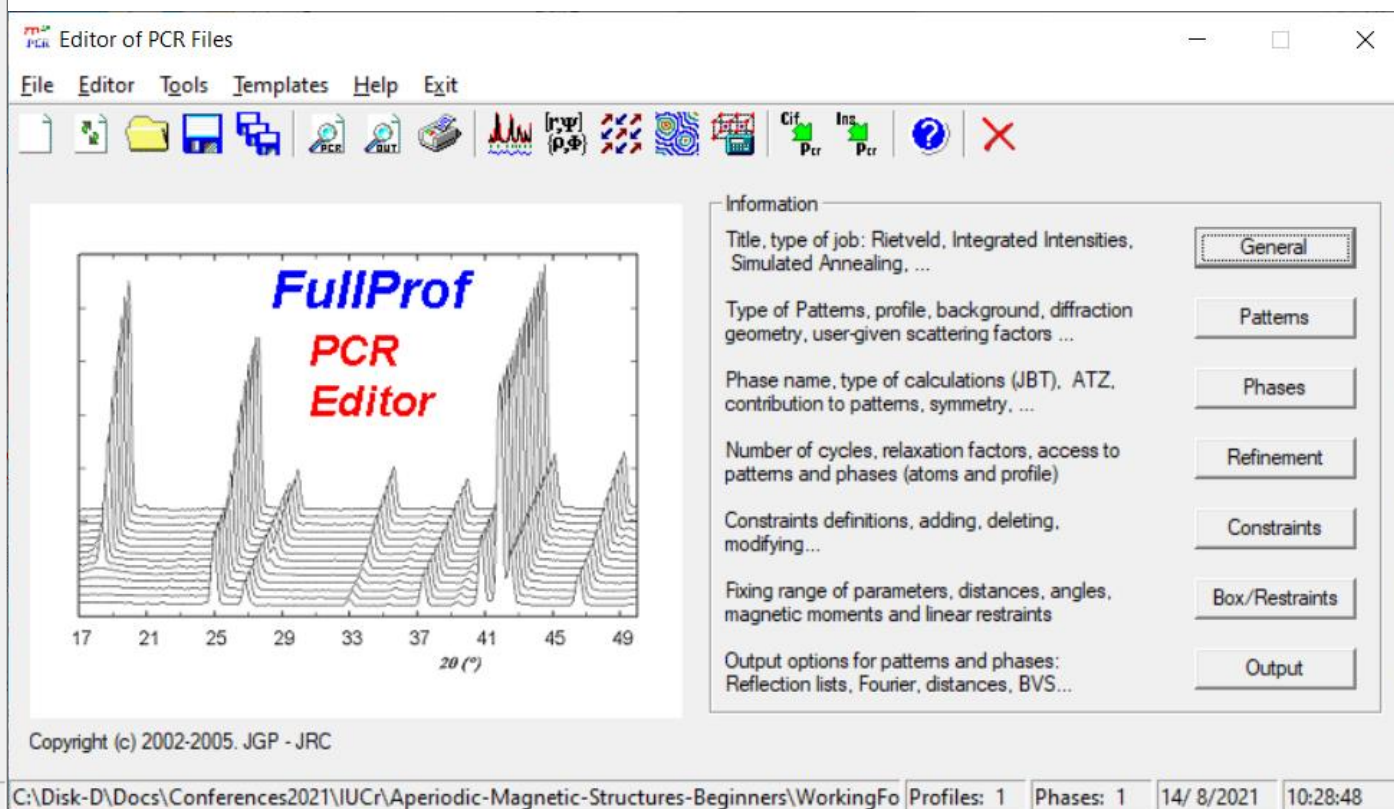 Editor of PCR Files
File Editor Tools Templates Help Exit
PCR OUT [r,Ψ] {ρ,Φ} Cif Pcr Ins Pcr ?
FullProf
PCR
Editor
17 21 25 29 33 37 41 45 49
2θ (°)
Information
Title, type of job: Rietveld, Integrated Intensities,
Simulated Annealing, ...
General
Type of Patterns, profile, background, diffraction
geometry, user-given scattering factors ...
Patterns
Phase name, type of calculations (JBT), ATZ,
contribution to patterns, symmetry, ...
Phases
Number of cycles, relaxation factors, access to
patterns and phases (atoms and profile)
Refinement
Constraints definitions, adding, deleting,
modifying...
Constraints
Fixing range of parameters, distances, angles,
magnetic moments and linear restraints
Box/Restraints
Output options for patterns and phases:
Reflection lists, Fourier, distances, BVS...
Output
Copyright (c) 2002-2005. JGP - JRC
C:\Disk-D\Docs\Conferences2021\IUCr\Aperiodic-Magnetic-Structures-Beginners\WorkingFo Profiles: 1 Phases: 1 14/ 8/2021 10:28:48